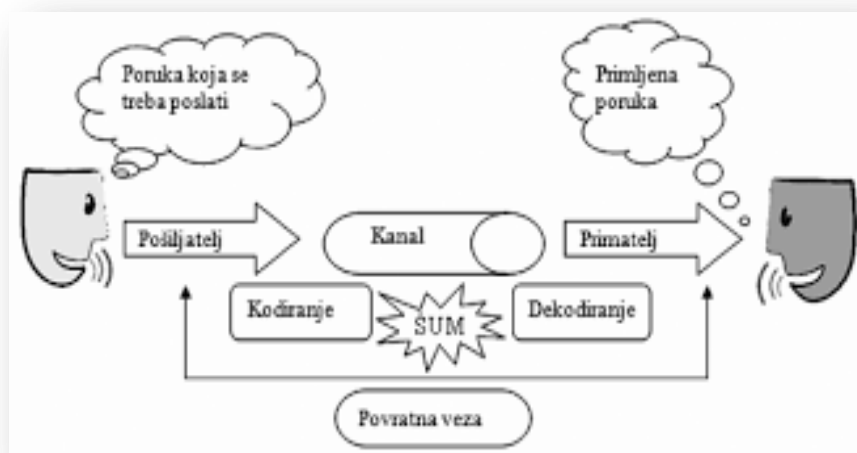 Poruka koja se
treba poslati
Primljena
poruka
Pošiljatelj
Kanal
Primatelj
Kodiranje
SUM
Dekodiranje
Povratna veza